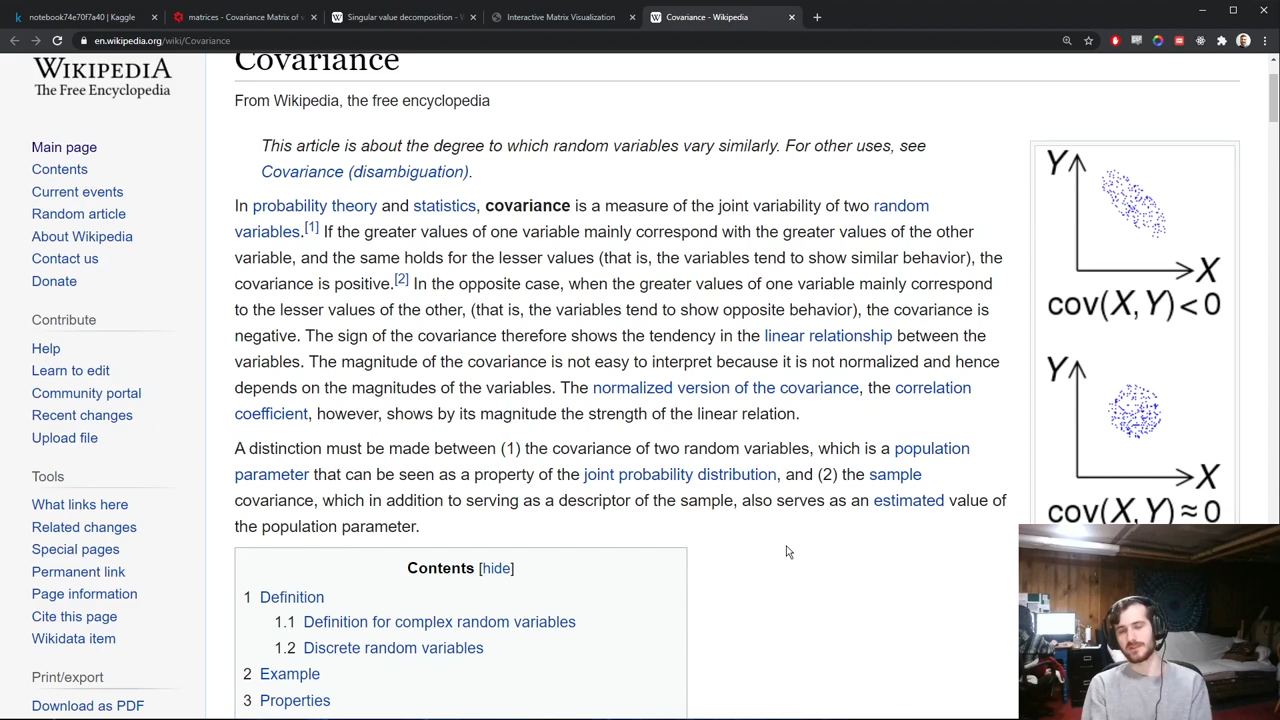 notebook74e70f7a40 | Kaggle
matrices - Covariance Matrix of v
Singular value decomposition -
Interactive Matrix Visualization
Covariance - Wikipedia
en.wikipedia.org/wiki/Covariance
WIKIPEDIA
The Free Encyclopedia
Main page
Contents
Current events
Random article
About Wikipedia
Contact us
Donate
Contribute
Help
Learn to edit
Community portal
Recent changes
Upload file
Tools
What links here
Related changes
Special pages
Permanent link
Page information
Cite this page
Wikidata item
Print/export
Download as PDF
Covariance
From Wikipedia, the free encyclopedia
This article is about the degree to which random variables vary similarly. For other uses, see
Covariance (disambiguation).
In probability theory and statistics, covariance is a measure of the joint variability of two random
variables.[1] If the greater values of one variable mainly correspond with the greater values of the other
variable, and the same holds for the lesser values (that is, the variables tend to show similar behavior), the
covariance is positive.[2] In the opposite case, when the greater values of one variable mainly correspond
to the lesser values of the other, (that is, the variables tend to show opposite behavior), the covariance is
negative. The sign of the covariance therefore shows the tendency in the linear relationship between the
variables. The magnitude of the covariance is not easy to interpret because it is not normalized and hence
depends on the magnitudes of the variables. The normalized version of the covariance, the correlation
coefficient, however, shows by its magnitude the strength of the linear relation.
A distinction must be made between (1) the covariance of two random variables, which is a population
parameter that can be seen as a property of the joint probability distribution, and (2) the sample
covariance, which in addition to serving as a descriptor of the sample, also serves as an estimated value of
the population parameter.
Contents [hide]
1 Definition
1.1 Definition for complex random variables
1.2 Discrete random variables
2 Example
3 Properties
Y
X
cov(X, Y) < 0
Y
X
cov(X, Y) ≈ 0